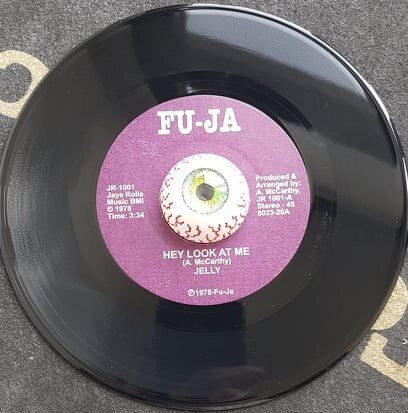 FU-JA
JR-1001
Jaye Rolle
Music BMI
© 1978
Time: 3:34
Produced &
Arranged by:
A. McCarthy,
JR 1001-A
Stereo - 45
8023-20A
HEY LOOK AT ME
(A. McCarthy)
JELLY
℗1978-Fu-Ja